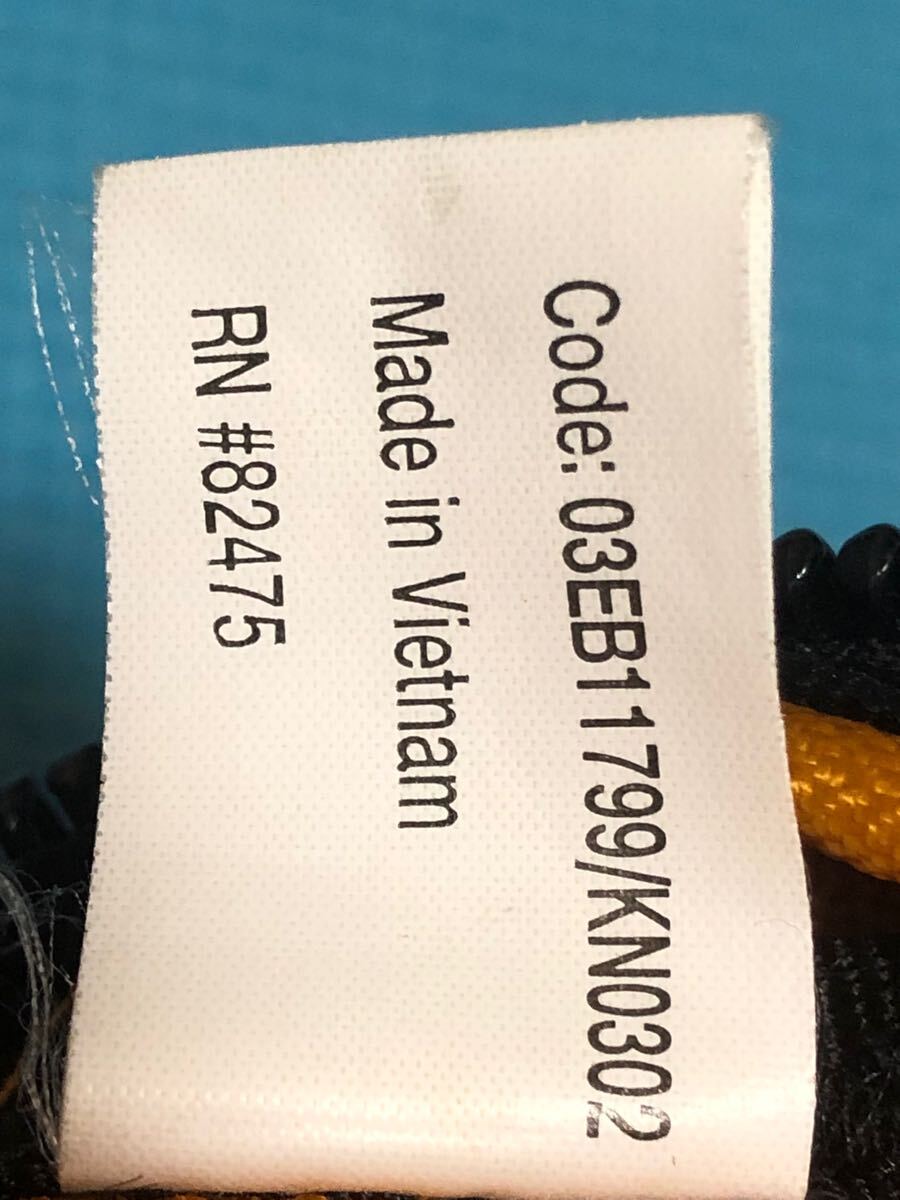 Code: 03EB11799/KN0302
Made in Vietnam
RN #82475